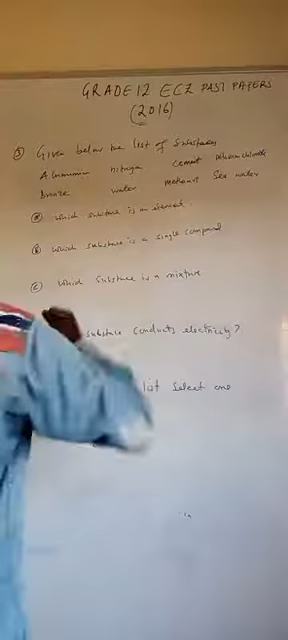 GRADE 12 ECZ PAST PAPERS
(2016)
Given below be list of Substances
nitrogen cement
Bronze water methanol Sea water
(a) which substance is an element.
(b) which substance is a single compound
(c) which substance is a mixture
substance conducts electricity?
list select one